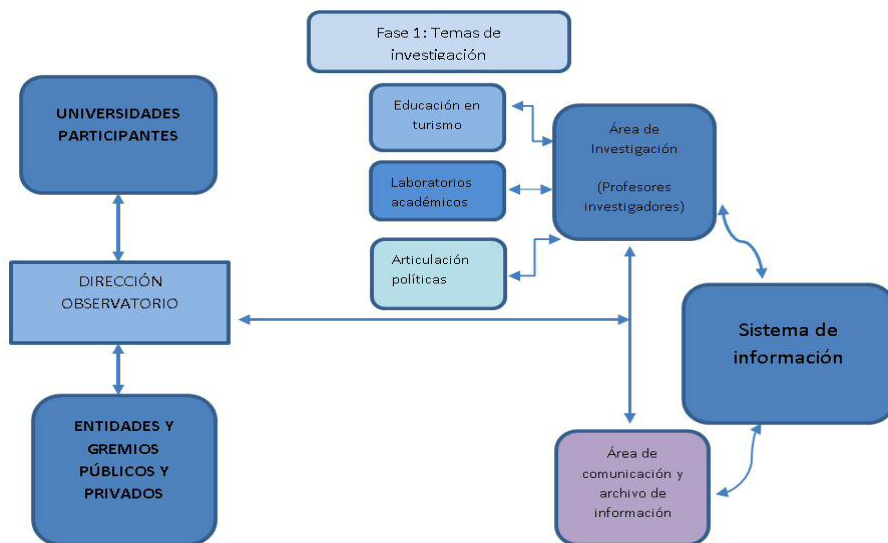 Fase 1: Temas de
investigación
UNIVERSIDADES
PARTICIPANTES
Educación en
turismo
Área de
Investigación
(Profesores
investigadores)
Laboratorios
académicos
Articulación
políticas
DIRECCIÓN
OBSERVATORIO
Sistema de
información
ENTIDADES Y
GREMIOS
PÚBLICOS Y
PRIVADOS
Área de
comunicación y
archivo de
información